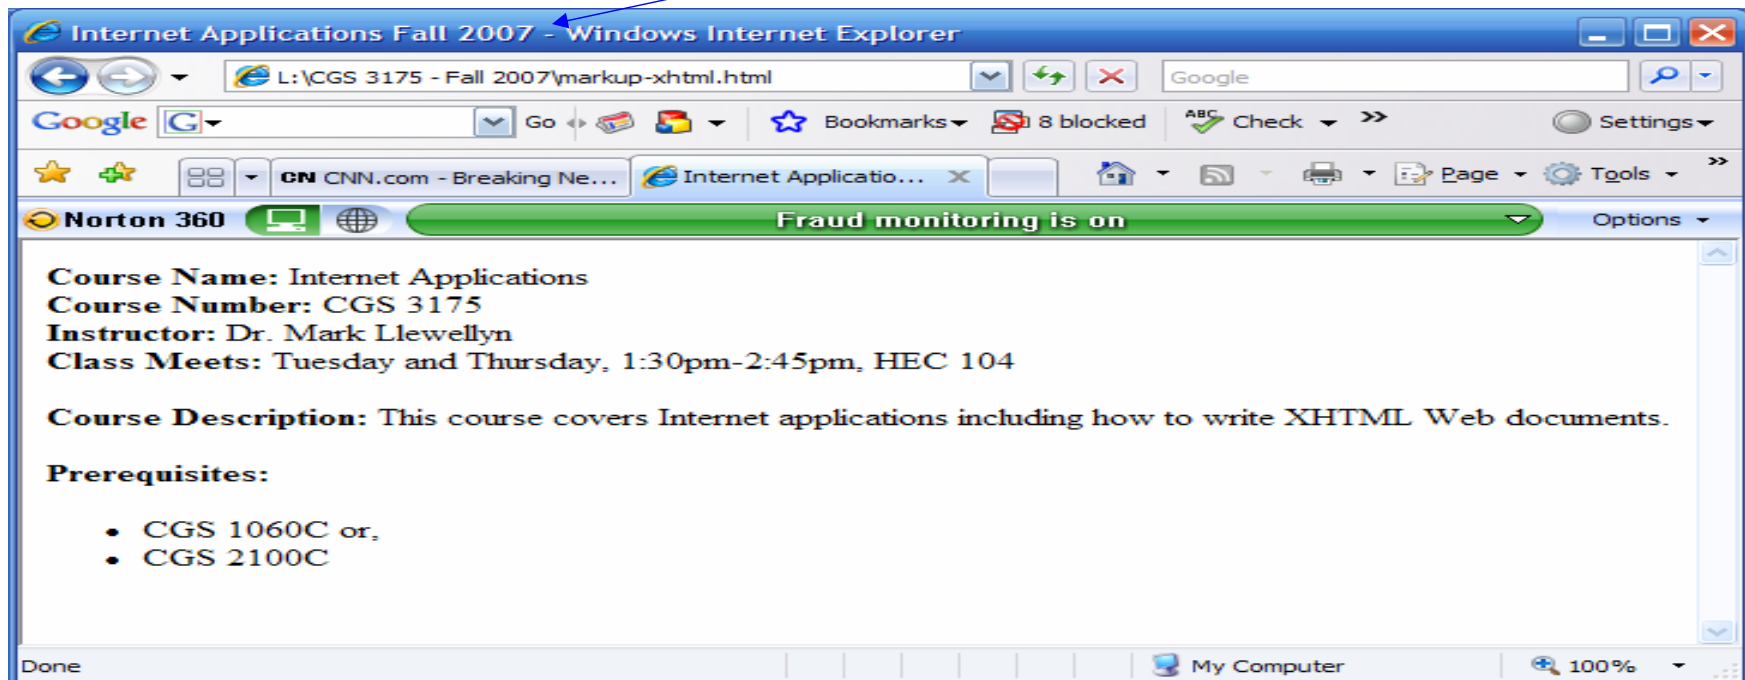 Internet Applications Fall 2007 - Windows Internet Explorer
L:\CGS 3175 - Fall 2007\markup-xhtml.html Google
Google G Go Bookmarks 8 blocked ABC Check >> Settings
CNN.com - Breaking Ne... Internet Applicatio... Page Tools >>
Norton 360 Fraud monitoring is on Options
Course Name: Internet Applications
Course Number: CGS 3175
Instructor: Dr. Mark Llewellyn
Class Meets: Tuesday and Thursday, 1:30pm-2:45pm, HEC 104
Course Description: This course covers Internet applications including how to write XHTML Web documents.
Prerequisites:
• CGS 1060C or,
• CGS 2100C
Done My Computer 100%